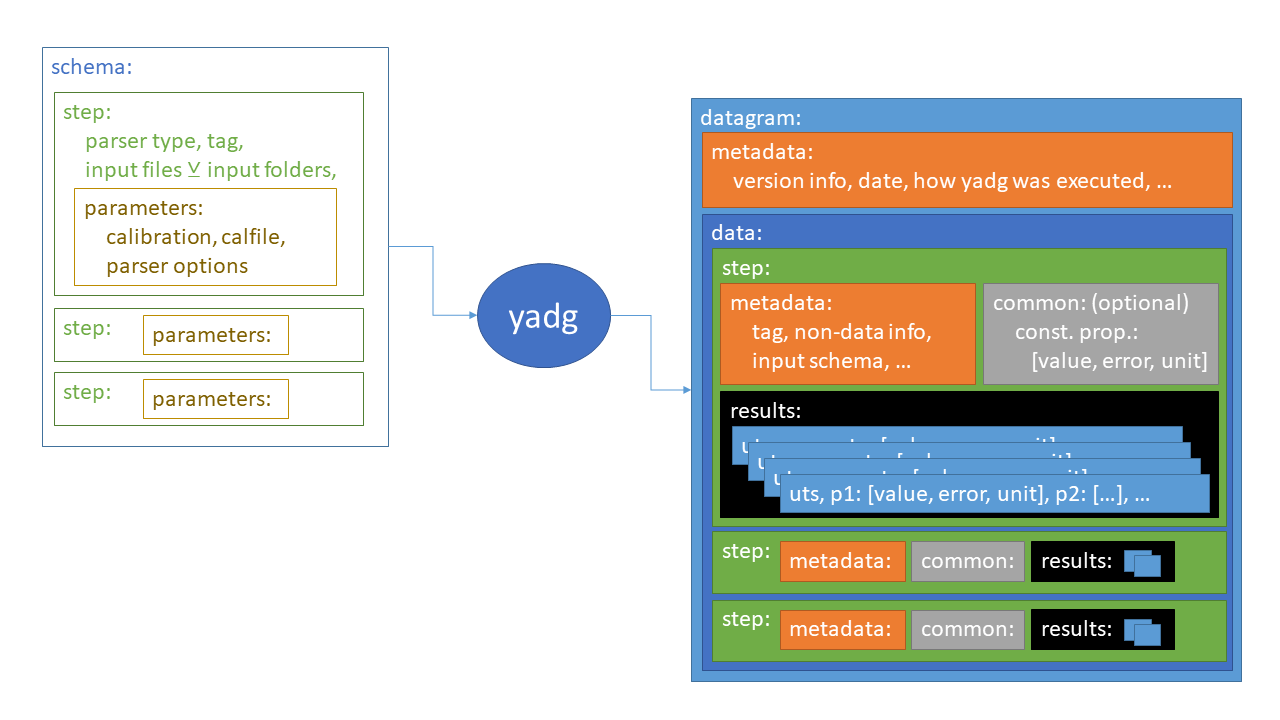 schema:
step:
parser type, tag,
input files ⊻ input folders,
parameters:
calibration, calfile,
parser options
step:
parameters:
step:
parameters:
yadg
datagram:
metadata:
version info, date, how yadg was executed, ...
data:
step:
metadata:
tag, non-data info,
input schema, ...
common: (optional)
const. prop.:
[value, error, unit]
results:
uts, p1: [value, error, unit], p2: [...], ...
step:
metadata:
common:
results:
step:
metadata:
common:
results: